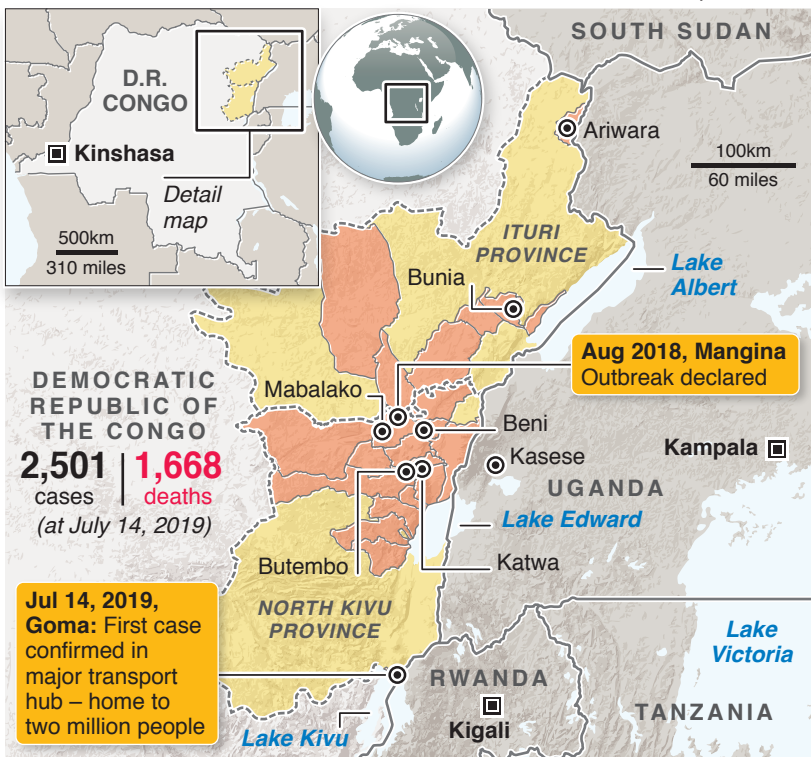 SOUTH SUDAN
D.R.
CONGO
Kinshasa
Detail
map
500km
310 miles
Ariwara
100km
60 miles
ITURI
PROVINCE
Bunia
Lake
Albert
Aug 2018, Mangina
Outbreak declared
Mabalako
DEMOCRATIC
REPUBLIC OF
THE CONGO
2,501
cases
1,668
deaths
(at July 14, 2019)
Beni
Kasese
Kampala
UGANDA
Lake Edward
Butembo
Katwa
Jul 14, 2019,
Goma: First case
confirmed in
major transport
hub – home to
two million people
NORTH KIVU
PROVINCE
Lake
Victoria
RWANDA
Kigali
TANZANIA
Lake Kivu